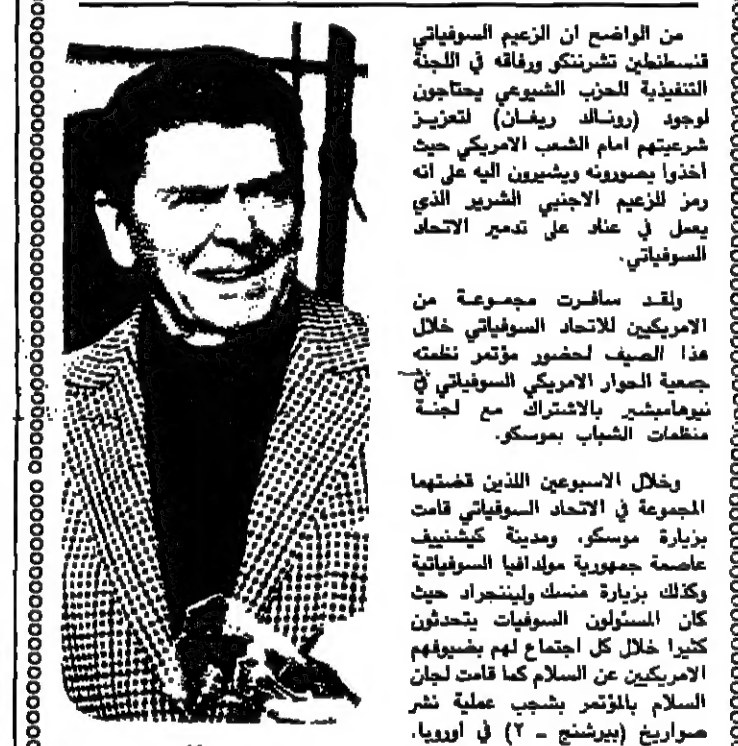 من الواضح ان الزعيم السوفياتي
قنسطنطين تشرننكو ورفاقه في اللجنة
التنفيذية للحزب الشيوعي يحتاجون
لوجود (رونالد ريغان) لتعزيز
شرعيتهم امام الشعب الامريكي حيث
اخذوا يصورونه ويشيرون اليه على انه
رمز للزعيم الاجنبي الشرير الذي
يعمل في عناد على تدمير الاتحاد
السوفياتي.
ولقد سافرت مجموعة من
الامريكيين للاتحاد السوفياتي خلال
هذا الصيف لحضور مؤتمر نظمته
جمعية الحوار الامريكي السوفياتي في
نيوهامبشير بالاشتراك مع لجنة
منظمات الشباب بموسكو.
وخلال الاسبوعين اللذين قضتهما
المجموعة في الاتحاد السوفياتي قامت
بزيارة موسكو، ومدينة كيشنييف
عاصمة جمهورية مولدافيا السوفياتية
وكذلك بزيارة منسك وليننجراد حيث
كان المسئولون السوفيات يتحدثون
كثيرا خلال كل اجتماع لهم بضيوفهم
الامريكيين عن السلام كما قامت لجان
السلام بالمؤتمر بشجب عملية نشر
صواريخ (بيرشنج ـ ٢) في اوروبا.